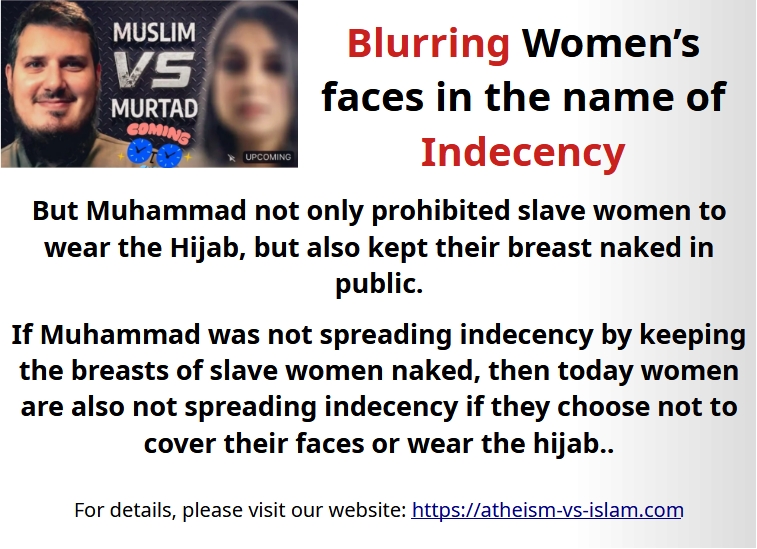 MUSLIM
VS
MURTAD
COMING
UPCOMING
Blurring Women’s
faces in the name of
Indecency
But Muhammad not only prohibited slave women to
wear the Hijab, but also kept their breast naked in
public.
If Muhammad was not spreading indecency by keeping
the breasts of slave women naked, then today women
are also not spreading indecency if they choose not to
cover their faces or wear the hijab..
For details, please visit our website: https://atheism-vs-islam.com